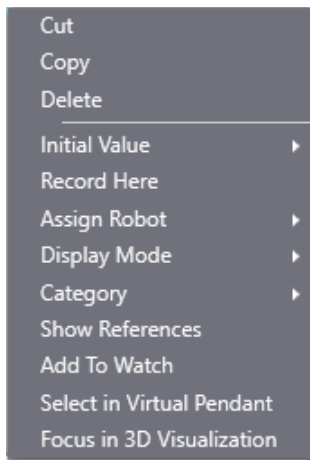 Cut
Copy
Delete
Initial Value
Record Here
Assign Robot
Display Mode
Category
Show References
Add To Watch
Select in Virtual Pendant
Focus in 3D Visualization